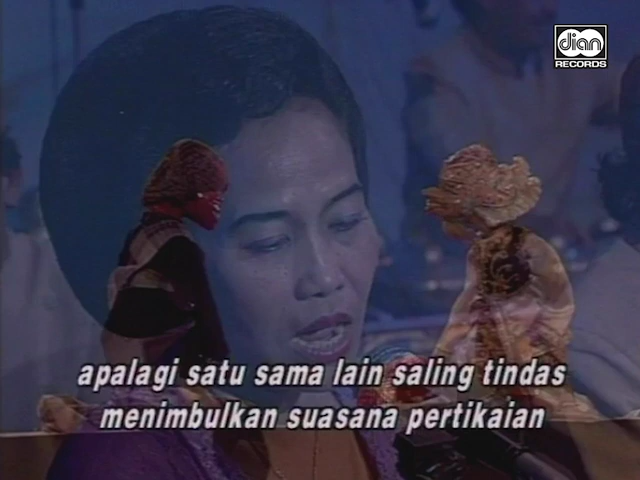 dian
RECORDS
apalagi satu sama lain saling tindas
menimbulkan suasana pertikaian